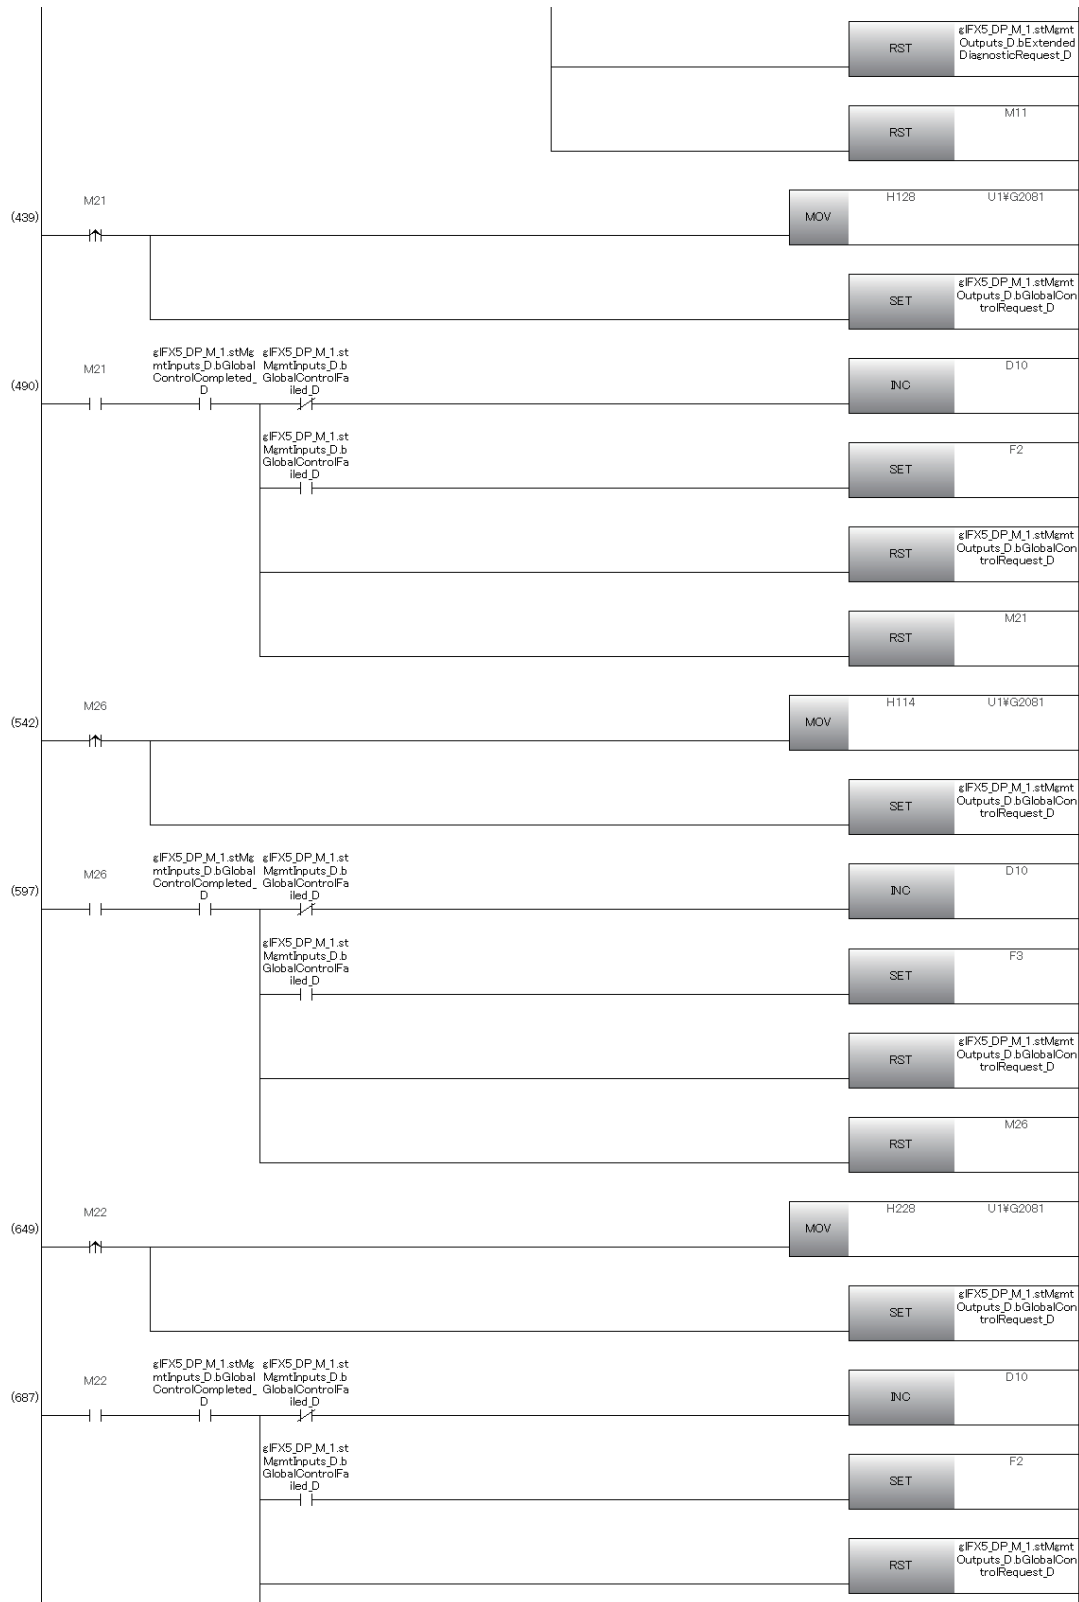 RST
gIFX5_DP_M_1.stMgmt
Outputs_D.bExtended
DiagnosticRequest_D
RST
M11
(439)
M21
MOV
H128
U1¥G2081
SET
gIFX5_DP_M_1.stMgmt
Outputs_D.bGlobalCon
trolRequest_D
(490)
M21
gIFX5_DP_M_1.stMg
mtInputs_D.bGlobal
ControlCompleted_
D
gIFX5_DP_M_1.st
MgmtInputs_D.b
GlobalControlFa
iled_D
INC
D10
gIFX5_DP_M_1.st
MgmtInputs_D.b
GlobalControlFa
iled_D
SET
F2
RST
gIFX5_DP_M_1.stMgmt
Outputs_D.bGlobalCon
trolRequest_D
RST
M21
(542)
M26
MOV
H114
U1¥G2081
SET
gIFX5_DP_M_1.stMgmt
Outputs_D.bGlobalCon
trolRequest_D
(597)
M26
gIFX5_DP_M_1.stMg
mtInputs_D.bGlobal
ControlCompleted_
D
gIFX5_DP_M_1.st
MgmtInputs_D.b
GlobalControlFa
iled_D
INC
D10
gIFX5_DP_M_1.st
MgmtInputs_D.b
GlobalControlFa
iled_D
SET
F3
RST
gIFX5_DP_M_1.stMgmt
Outputs_D.bGlobalCon
trolRequest_D
RST
M26
(649)
M22
MOV
H228
U1¥G2081
SET
gIFX5_DP_M_1.stMgmt
Outputs_D.bGlobalCon
trolRequest_D
(687)
M22
gIFX5_DP_M_1.stMg
mtInputs_D.bGlobal
ControlCompleted_
D
gIFX5_DP_M_1.st
MgmtInputs_D.b
GlobalControlFa
iled_D
INC
D10
gIFX5_DP_M_1.st
MgmtInputs_D.b
GlobalControlFa
iled_D
SET
F2
RST
gIFX5_DP_M_1.stMgmt
Outputs_D.bGlobalCon
trolRequest_D